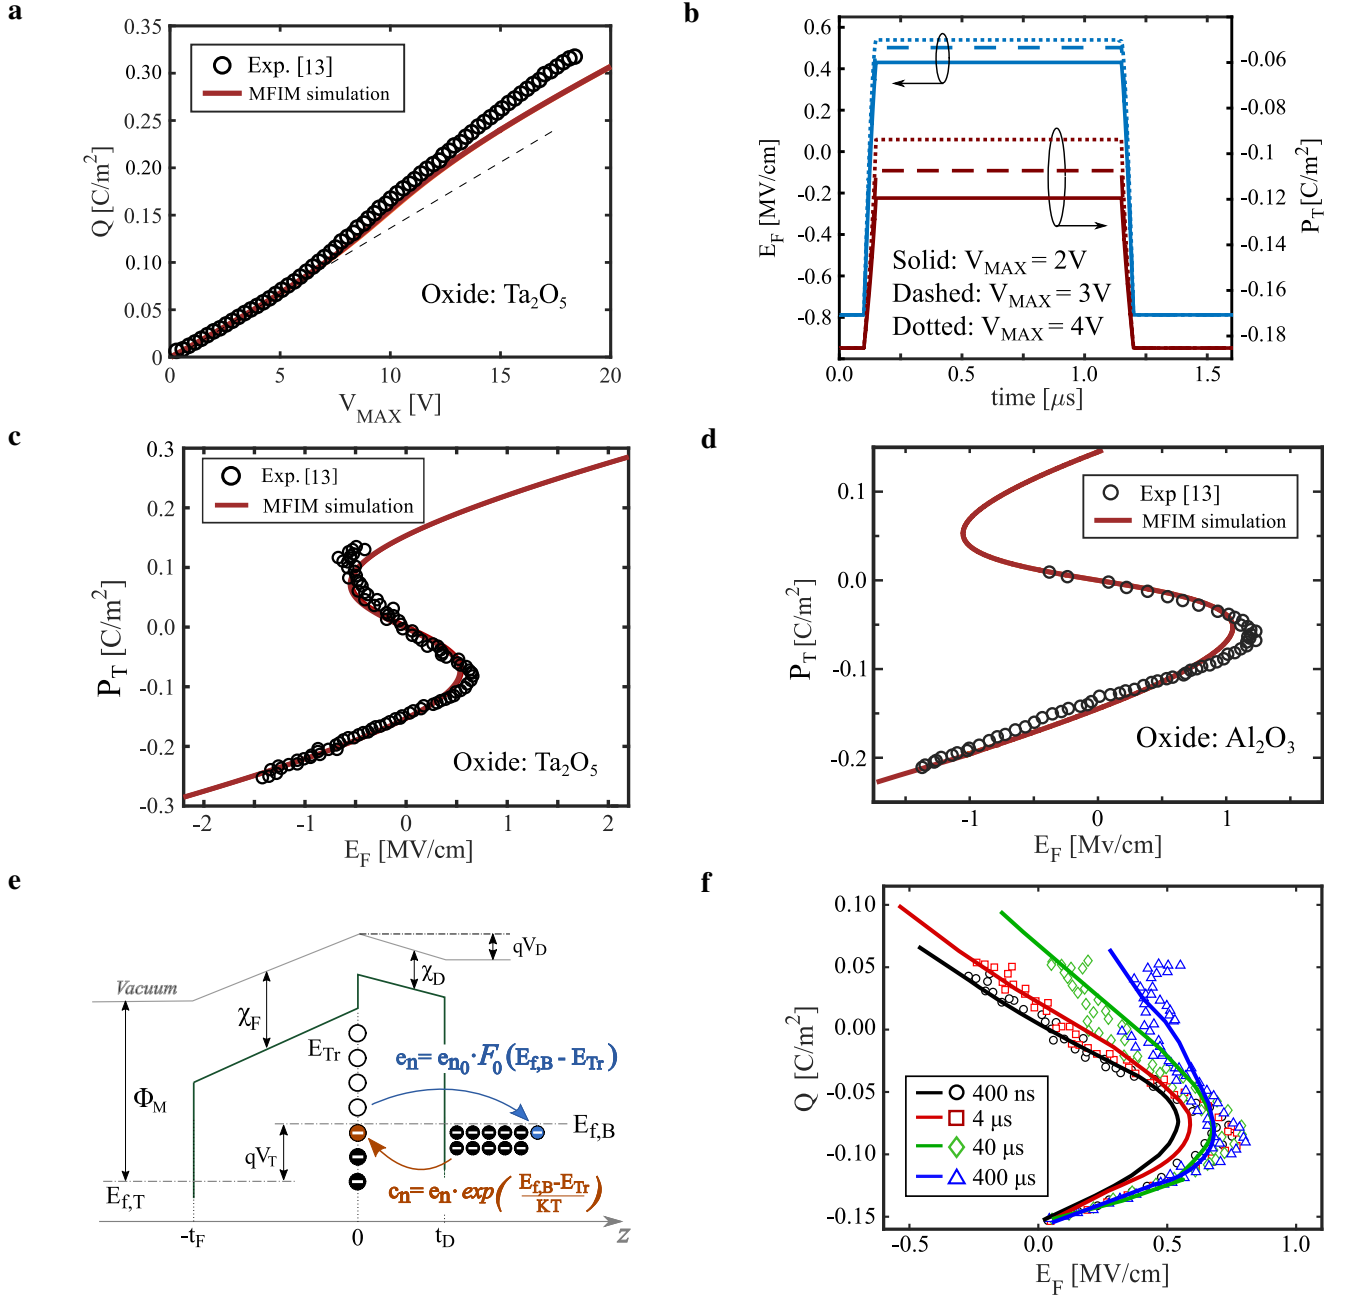 a
0.35
0.30
0.25
0.20
0.15
0.10
0.05
0
0 5 10 15 20
Q [C/m²]
V_MAX [V]
Exp. [13]
MFIM simulation
Oxide: Ta₂O₅
b
0.6
0.4
0.2
0.0
-0.2
-0.4
-0.6
-0.8
E_F [MV/cm]
-0.06
-0.08
-0.1
-0.12
-0.14
-0.16
-0.17
-0.18
P_T[C/m²]
Solid: V_MAX = 2V
Dashed: V_MAX = 3V
Dotted: V_MAX = 4V
0.0 0.5 1.0 1.5
time [μs]
c
0.3
0.2
0.1
0.0
-0.1
-0.2
-0.3
P_T [C/m²]
Exp. [13]
MFIM simulation
Oxide: Ta₂O₅
-2 -1 0 1 2
E_F [MV/cm]
d
0.1
0.0
-0.1
-0.2
P_T [C/m²]
Exp [13]
MFIM simulation
Oxide: Al₂O₃
-1 0 1
E_F [Mv/cm]
e
qV_D
Vacuum
χ_F
χ_D
E_Tr
e_n = e_n₀ · F₀ (E_f,B - E_Tr)
Φ_M
E_f,B
qV_T
c_n = e_n · exp( (E_f,B-E_Tr)/KT )
E_f,T
-t_F 0 t_D z
f
0.10
0.05
0.00
-0.05
-0.10
-0.15
Q [C/m²]
400 ns
4 μs
40 μs
400 μs
-0.5 0.0 0.5 1.0
E_F [MV/cm]